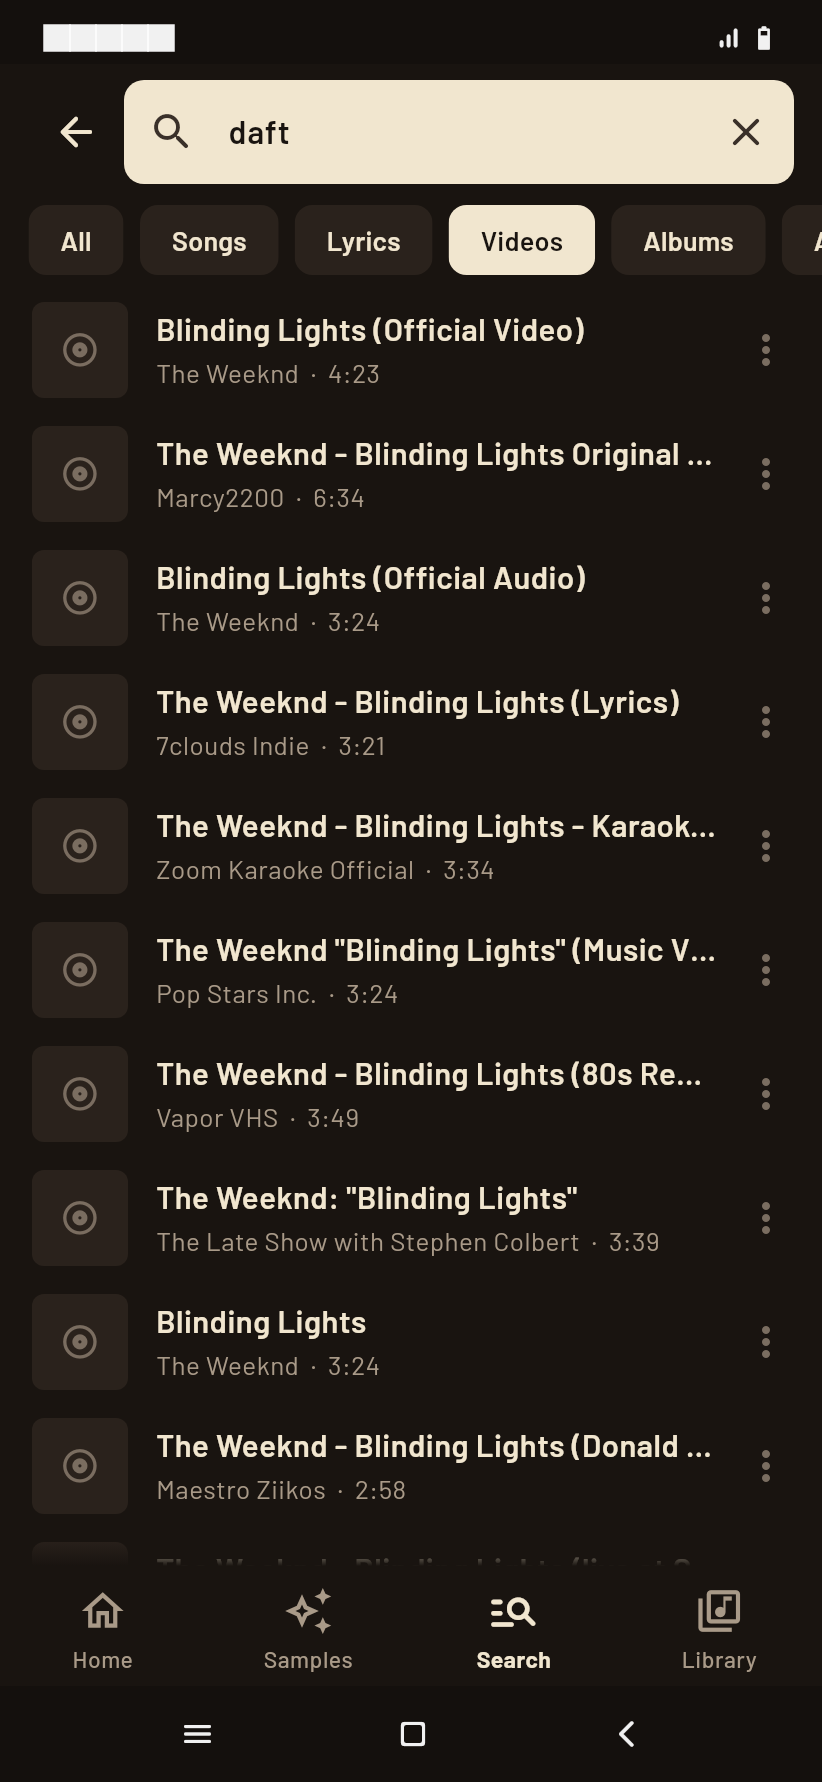 daft
All Songs Lyrics Videos Albums
Blinding Lights (Official Video)
The Weeknd · 4:23
The Weeknd - Blinding Lights Original ...
Marcy2200 · 6:34
Blinding Lights (Official Audio)
The Weeknd · 3:24
The Weeknd - Blinding Lights (Lyrics)
7clouds Indie · 3:21
The Weeknd - Blinding Lights - Karaok...
Zoom Karaoke Official · 3:34
The Weeknd "Blinding Lights" (Music V...
Pop Stars Inc. · 3:24
The Weeknd - Blinding Lights (80s Re...
Vapor VHS · 3:49
The Weeknd: "Blinding Lights"
The Late Show with Stephen Colbert · 3:39
Blinding Lights
The Weeknd · 3:24
The Weeknd - Blinding Lights (Donald ...
Maestro Ziikos · 2:58
Home Samples Search Library